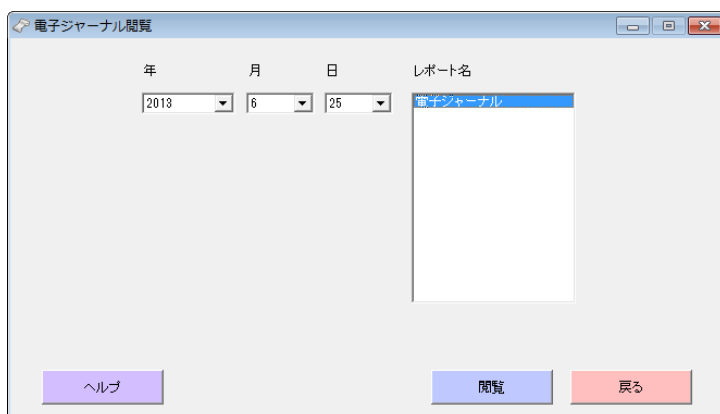 電子ジャーナル閲覧
年 月 日 レポート名
2013 6 25 電子ジャーナル
ヘルプ 閲覧 戻る